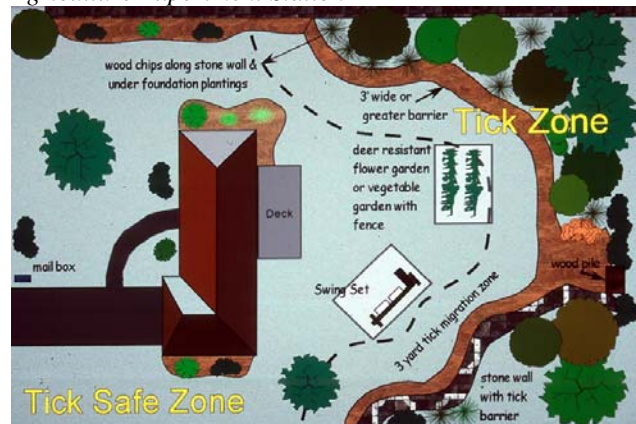 wood chips along stone wall &
under foundation plantings
3' wide or
greater barrier
Tick Zone
deer resistant
flower garden
or vegetable
garden with
fence
Deck
mail box
Swing Set
wood pile
3 yard tick migration zone
stone wall
with tick
barrier
Tick Safe Zone